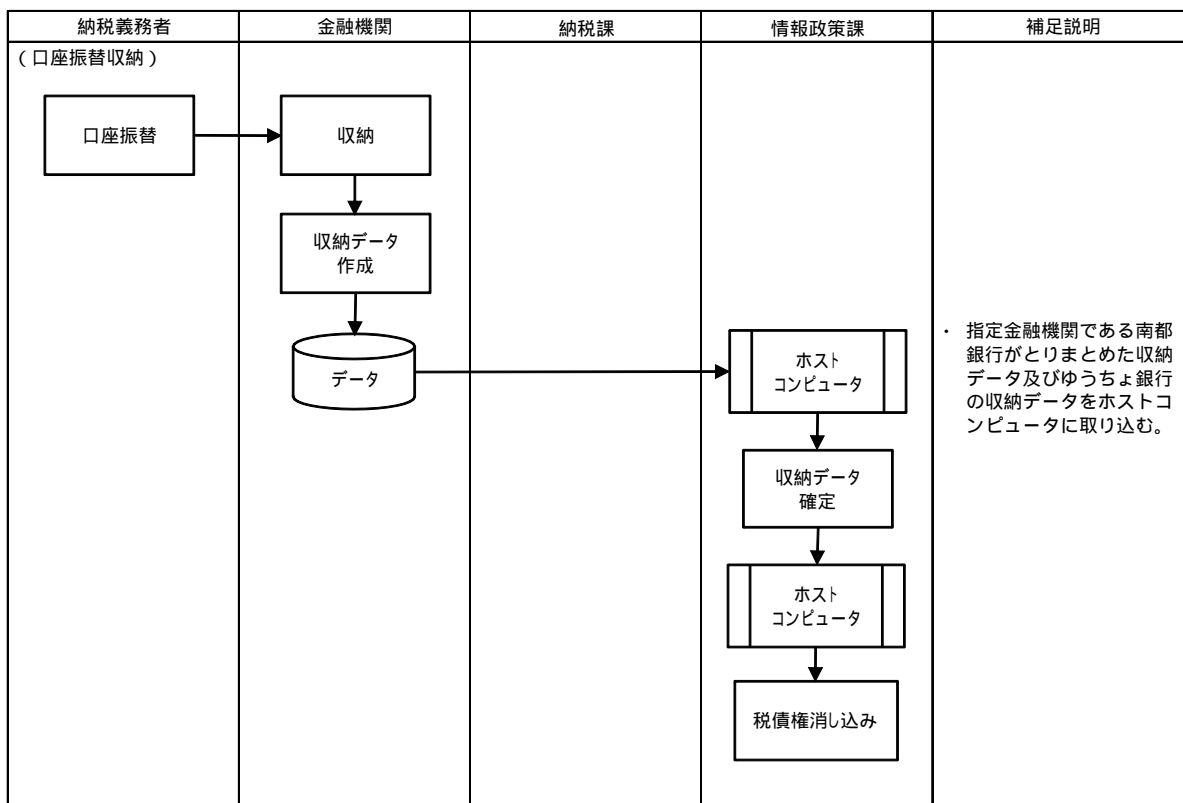 納税義務者
金融機関
納税課
情報政策課
補足説明
（口座振替収納）
口座振替
収納
収納データ
作成
データ
ホスト
コンピュータ
・ 指定金融機関である南都
銀行がとりまとめた収納
データ及びゆうちょ銀行
の収納データをホストコ
ンピュータに取り込む。
収納データ
確定
ホスト
コンピュータ
税債権消し込み